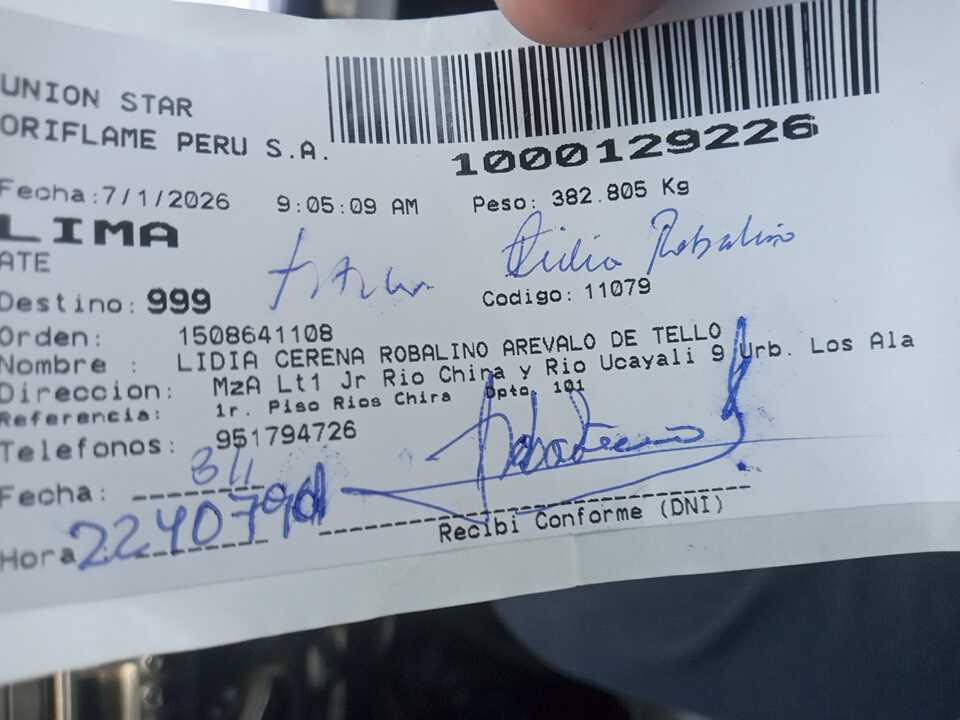 UNION STAR
ORIFLAME PERU S.A.
1000129226
Fecha:7/1/2026 9:05:09 AM Peso: 382.805 Kg
LIMA
ATE
Lidia Robalino
Destino: 999 Codigo: 11079
Orden: 1508641108
Nombre : LIDIA CERENA ROBALINO AREVALO DE TELLO
Direccion: MzA Lt1 Jr Rio Chira y Rio Ucayali 9 Urb. Los Ala
Referencia: 1r. Piso Rios Chira Dpto 101
Telefonos: 951794726
Fecha:
Hora
Recibi Conforme (DNI)